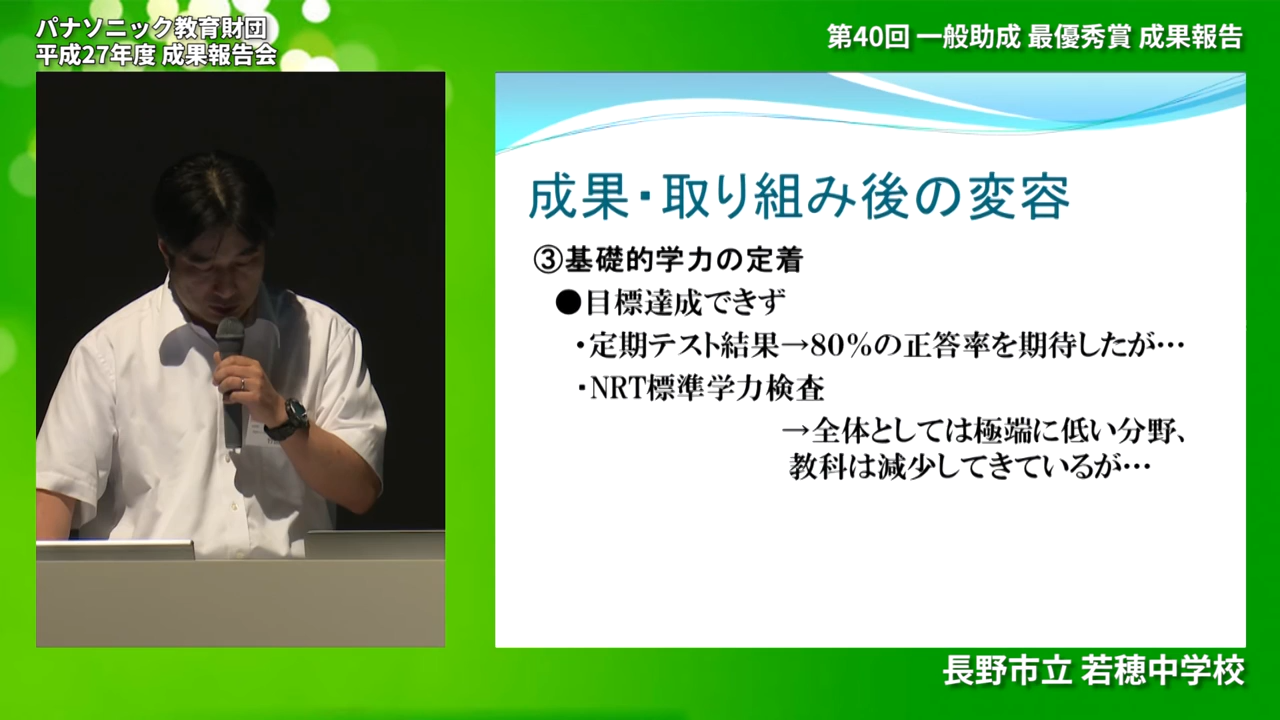 パナソニック教育財団
平成27年度 成果報告会
第40回 一般助成 最優秀賞 成果報告
成果・取り組み後の変容
③基礎的学力の定着
●目標達成できず
・定期テスト結果→80％の正答率を期待したが…
・NRT標準学力検査
→全体としては極端に低い分野、
教科は減少してきているが…
長野市立 若穂中学校